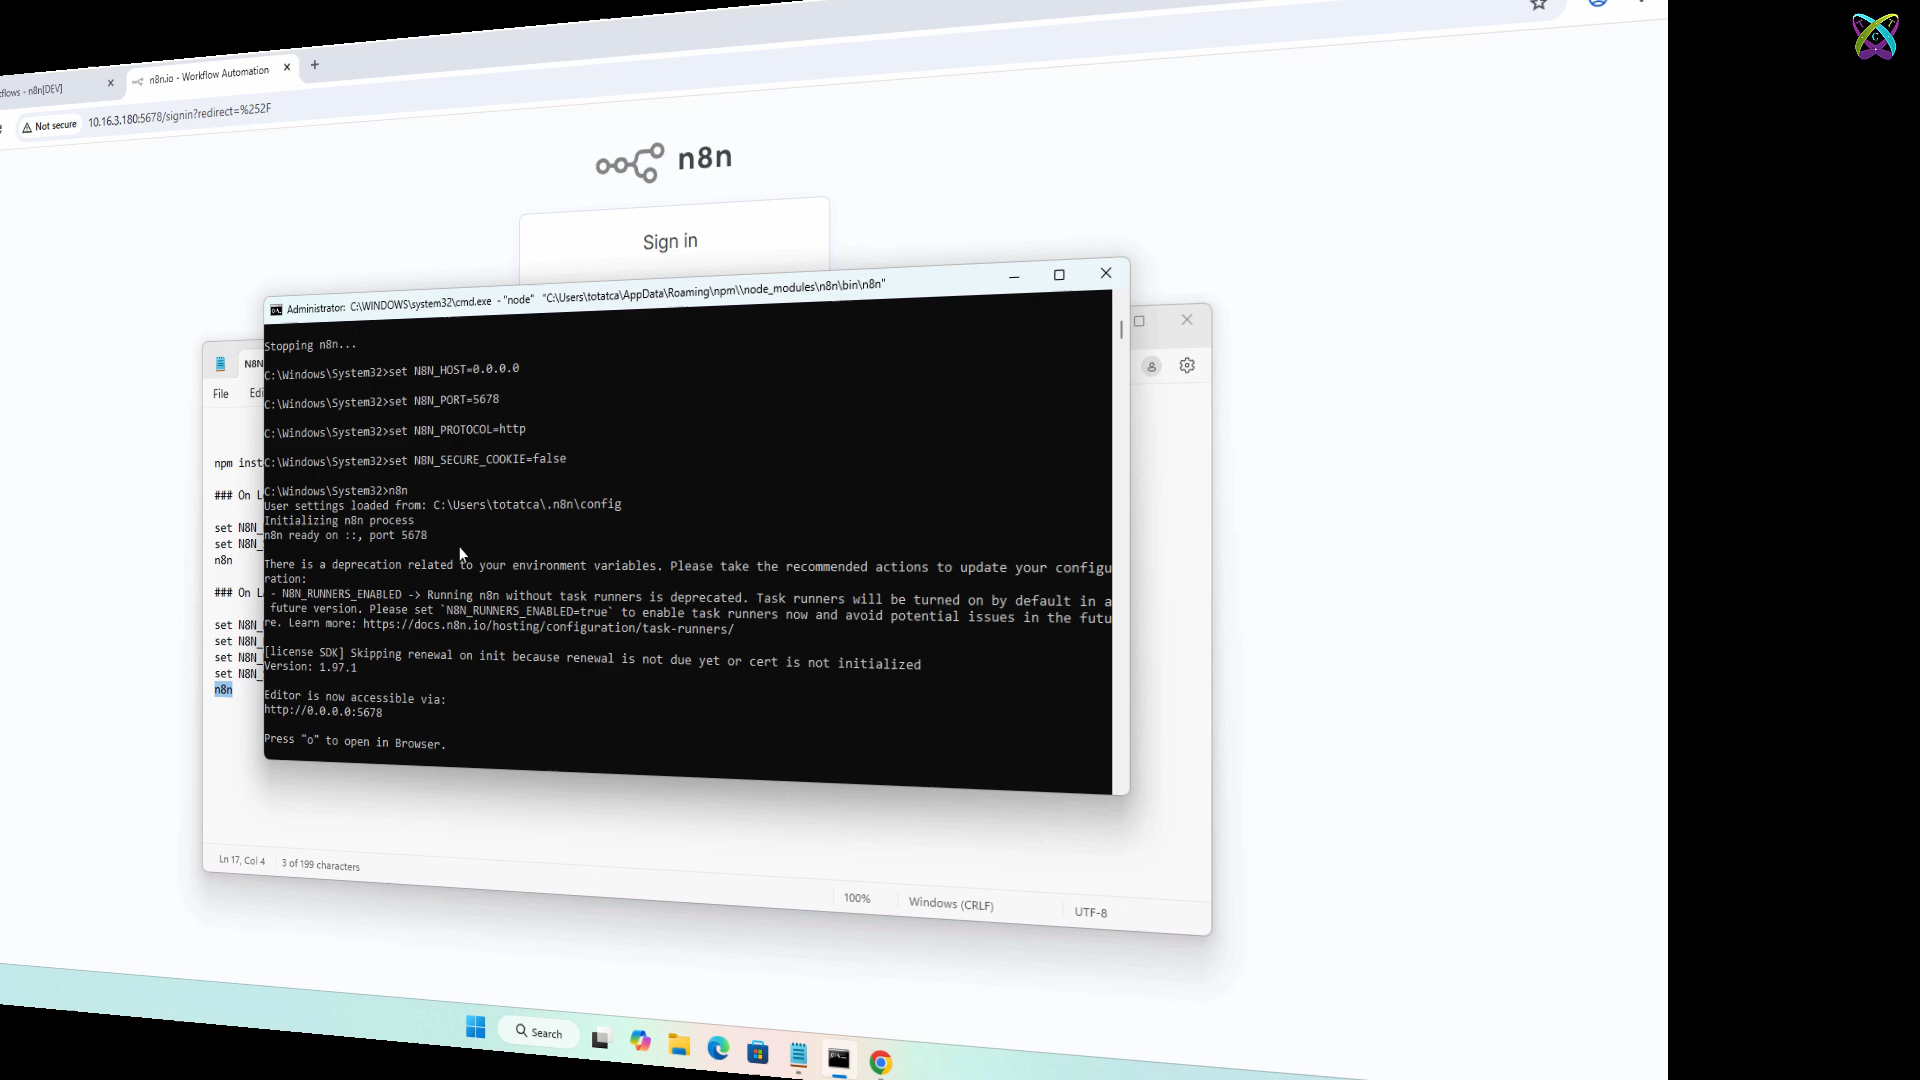 flows - n8n[DEV]
n8n.io - Workflow Automation
Not secure
10.16.3.180:5678/signin?redirect=%252F
n8n
Sign in
Administrator: C:\WINDOWS\system32\cmd.exe - "node" "C:\Users\totatca\AppData\Roaming\npm\\node_modules\n8n\bin\n8n"
Stopping n8n...
C:\Windows\System32>set N8N_HOST=0.0.0.0
C:\Windows\System32>set N8N_PORT=5678
C:\Windows\System32>set N8N_PROTOCOL=http
C:\Windows\System32>set N8N_SECURE_COOKIE=false
C:\Windows\System32>n8n
User settings loaded from: C:\Users\totatca\.n8n\config
Initializing n8n process
n8n ready on ::, port 5678
There is a deprecation related to your environment variables. Please take the recommended actions to update your configu
ration:
- N8N_RUNNERS_ENABLED -> Running n8n without task runners is deprecated. Task runners will be turned on by default in a
future version. Please set `N8N_RUNNERS_ENABLED=true` to enable task runners now and avoid potential issues in the futu
re. Learn more: https://docs.n8n.io/hosting/configuration/task-runners/
[license SDK] Skipping renewal on init because renewal is not due yet or cert is not initialized
Version: 1.97.1
Editor is now accessible via:
http://0.0.0.0:5678
Press "o" to open in Browser.
N8N
File Edi
npm inst
### On L
set N8N_
set N8N_
n8n
### On L
set N8N_
set N8N_
set N8N_
set N8N_
n8n
Ln 17, Col 4
3 of 199 characters
100%
Windows (CRLF)
UTF-8
Search